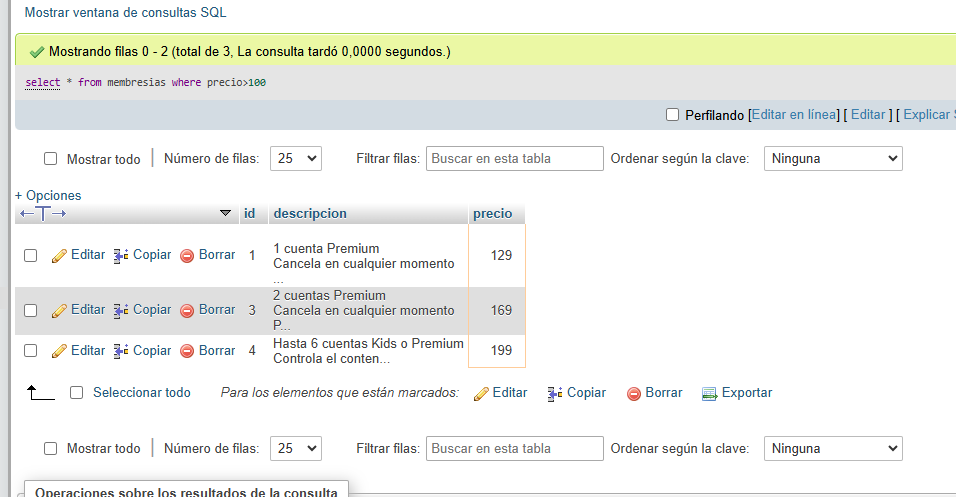 Mostrar ventana de consultas SQL
Mostrando filas 0 - 2 (total de 3, La consulta tardó 0,0000 segundos.)
select * from membresias where precio>100
Perfilando [Editar en línea] [ Editar ] [ Explicar
Mostrar todo | Número de filas: 25 Filtrar filas: Buscar en esta tabla Ordenar según la clave: Ninguna
+ Opciones
←T→ id descripcion precio
Editar Copiar Borrar 1 1 cuenta Premium
Cancela en cualquier momento
... 129
Editar Copiar Borrar 3 2 cuentas Premium
Cancela en cualquier momento
P... 169
Editar Copiar Borrar 4 Hasta 6 cuentas Kids o Premium
Controla el conten... 199
Seleccionar todo Para los elementos que están marcados: Editar Copiar Borrar Exportar
Mostrar todo | Número de filas: 25 Filtrar filas: Buscar en esta tabla Ordenar según la clave: Ninguna
Operaciones sobre los resultados de la consulta